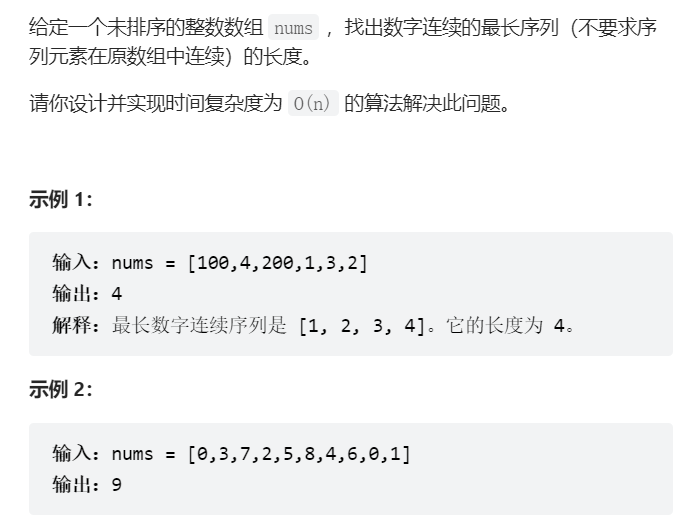 给定一个未排序的整数数组 nums ，找出数字连续的最长序列（不要求序
列元素在原数组中连续）的长度。
请你设计并实现时间复杂度为 O(n) 的算法解决此问题。
示例 1：
输入：nums = [100,4,200,1,3,2]
输出：4
解释：最长数字连续序列是 [1, 2, 3, 4]。它的长度为 4。
示例 2：
输入：nums = [0,3,7,2,5,8,4,6,0,1]
输出：9